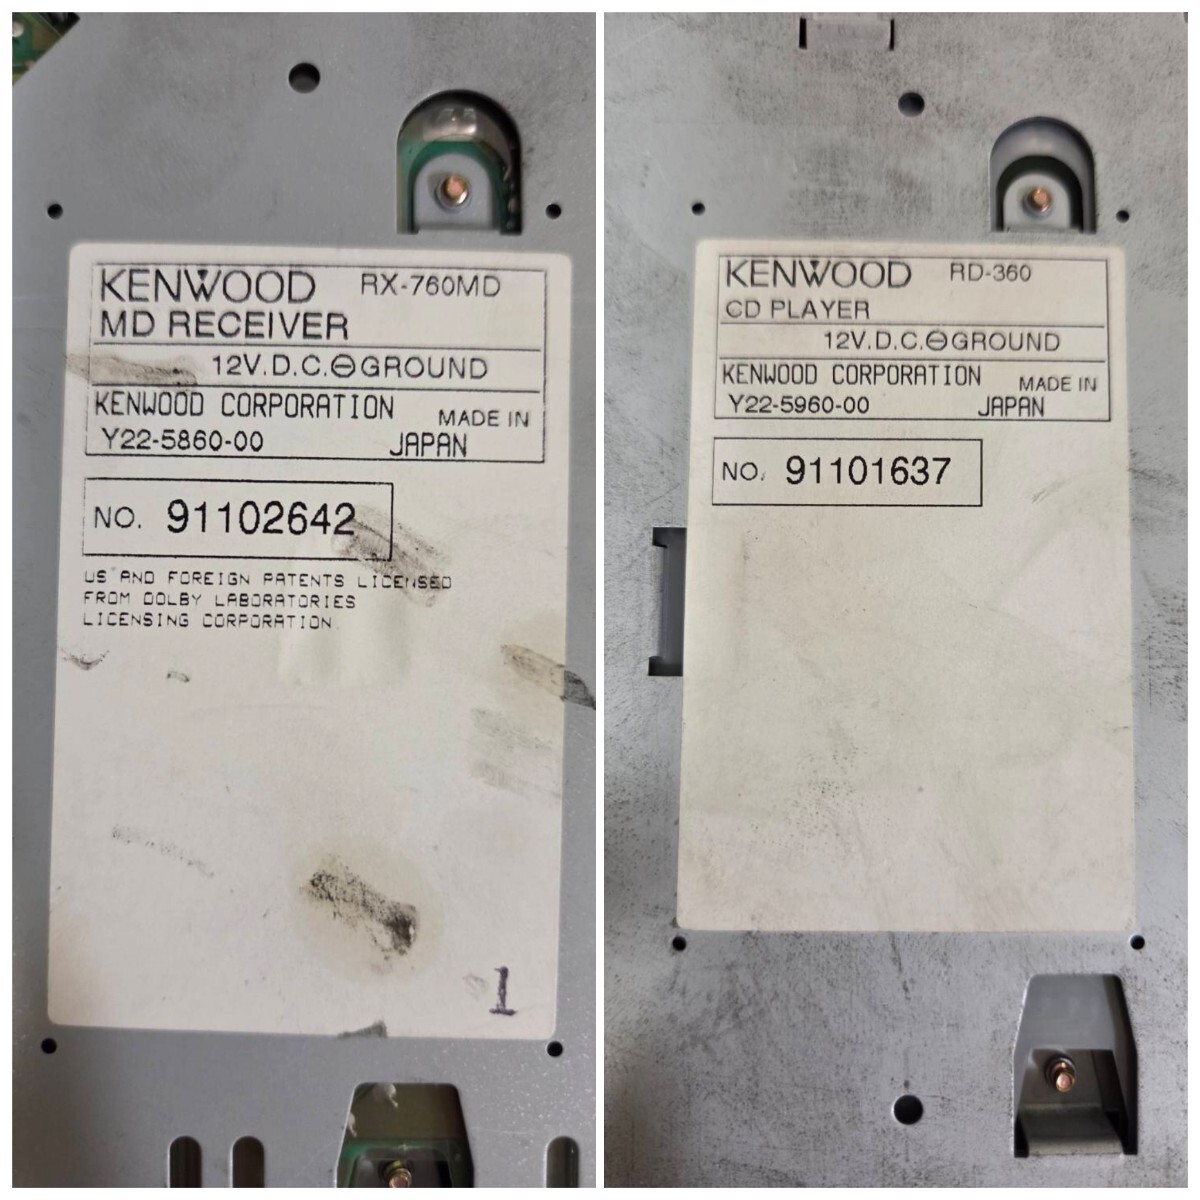 KENWOOD RX-760MD
MD RECEIVER
12V.D.C.⊖GROUND
KENWOOD CORPORATION MADE IN
Y22-5860-00 JAPAN
NO. 91102642
US AND FOREIGN PATENTS LICENSED
FROM DOLBY LABORATORIES
LICENSING CORPORATION.
1
KENWOOD RD-360
CD PLAYER
12V.D.C.⊖GROUND
KENWOOD CORPORATION MADE IN
Y22-5960-00 JAPAN
NO. 91101637